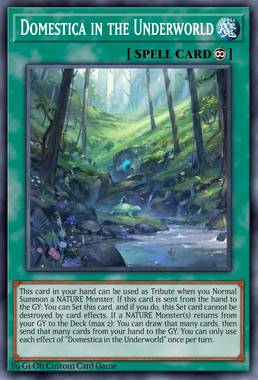 DOMESTICA IN THE UNDERWORLD
[ SPELL CARD ]
This card in your hand can be used as Tribute when you Normal
Summon a NATURE Monster. If this card is sent from the hand to
the GY: You can Set this card, and if you do, this Set card cannot be
destroyed by card effects. If a NATURE Monster(s) returns from
your GY to the Deck (max 2): You can draw that many cards, then
send that many cards from your hand to the GY. You can only use
each effect of "Domestica in the Underworld" once per turn.
Yu-Gi-Oh Custom Card Game